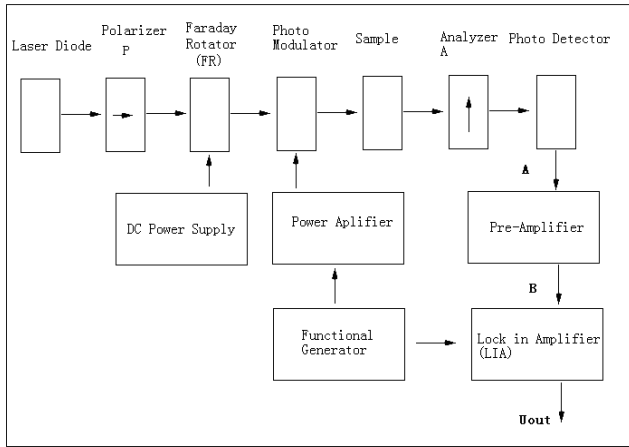 Laser Diode
Polarizer
P
Faraday
Rotator
(FR)
Photo
Modulator
Sample
Analyzer
A
Photo Detector
A
DC Power Supply
Power Aplifier
Pre-Amplifier
B
Functional
Generator
Lock in Amplifier
(LIA)
Uout